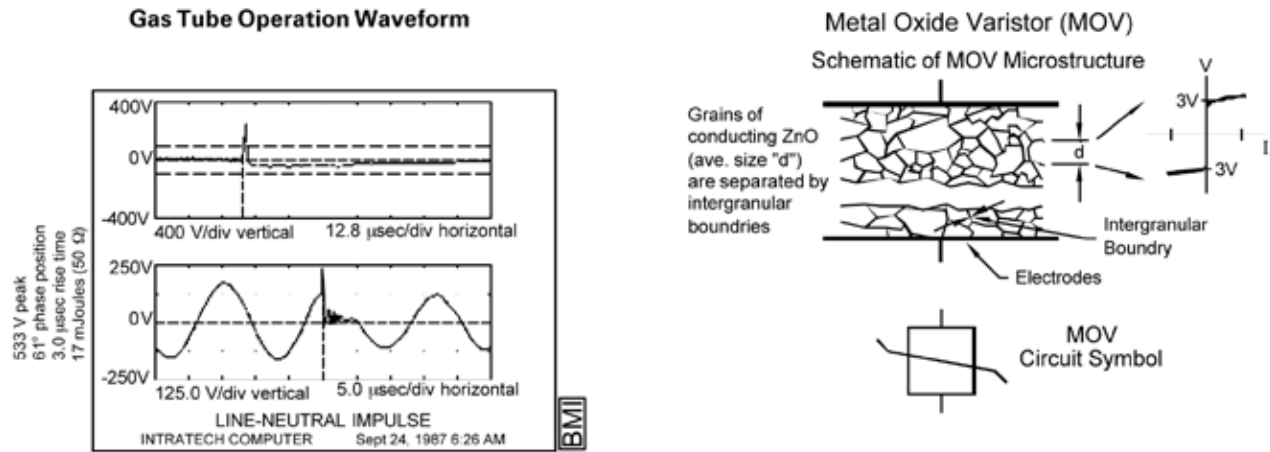 Gas Tube Operation Waveform
400V
0V
-400V
400 V/div vertical
12.8 µsec/div horizontal
533 V peak
61° phase position
3.0 µsec rise time
17 mJoules (50 Ω)
250V
0V
-250V
125.0 V/div vertical
5.0 µsec/div horizontal
LINE-NEUTRAL IMPULSE
INTRATECH COMPUTER
Sept 24, 1987 6:26 AM
BMI
Metal Oxide Varistor (MOV)
Schematic of MOV Microstructure
Grains of
conducting ZnO
(ave. size "d")
are separated by
intergranular
boundries
d
V
3V
I
3V
Intergranular
Boundry
Electrodes
MOV
Circuit Symbol